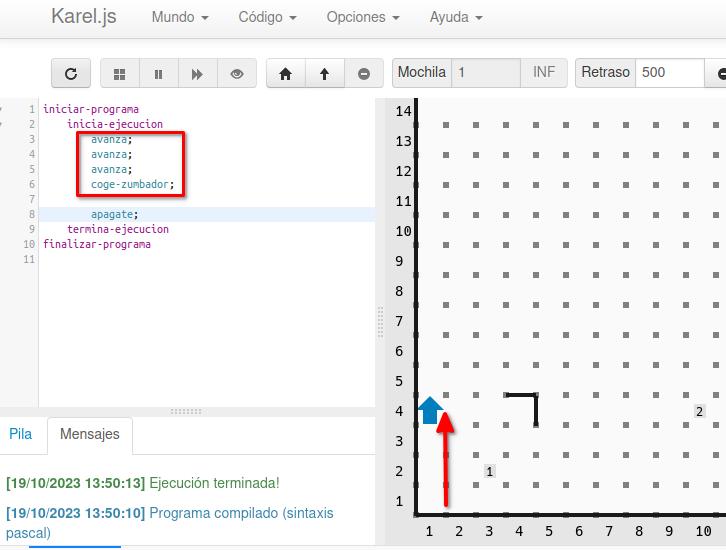 Karel.js Mundo Código Opciones Ayuda
Mochila 1 INF Retraso 500
1 iniciar-programa
2 inicia-ejecucion
3 avanza;
4 avanza;
5 avanza;
6 coge-zumbador;
7
8 apagate;
9 termina-ejecucion
10 finalizar-programa
11
14
13
12
11
10
9
8
7
6
5
4 2
3
2 1
1
1 2 3 4 5 6 7 8 9 10
Pila Mensajes
[19/10/2023 13:50:13] Ejecución terminada!
[19/10/2023 13:50:10] Programa compilado (sintaxis
pascal)